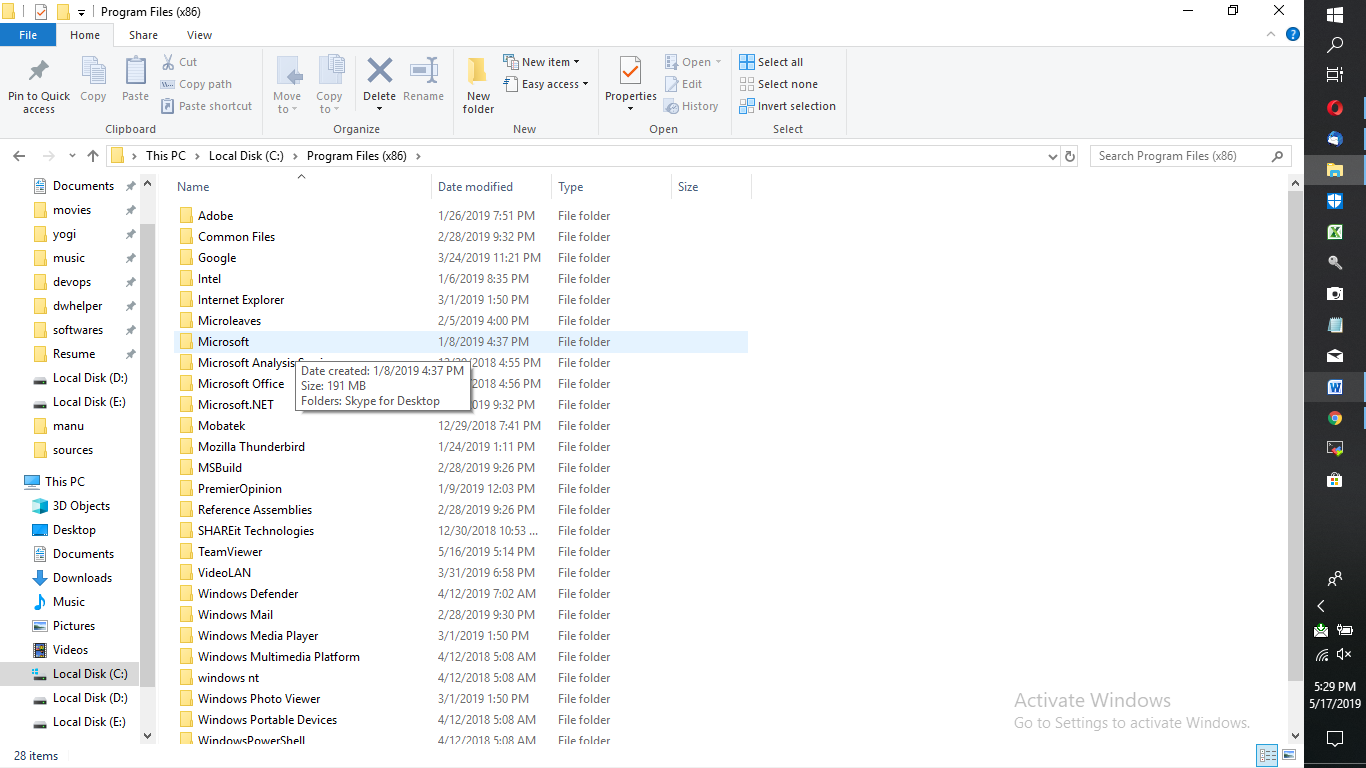 Program Files (x86)
File Home Share View
Pin to Quick access
Copy
Paste
Cut
Copy path
Paste shortcut
Clipboard
Move to
Copy to
Delete
Rename
Organize
New folder
New item
Easy access
New
Properties
Open
Edit
History
Open
Select all
Select none
Invert selection
Select
This PC Local Disk (C:) Program Files (x86)
Search Program Files (x86)
Documents
movies
yogi
music
devops
dwhelper
softwares
Resume
Local Disk (D:)
Local Disk (E:)
manu
sources
This PC
3D Objects
Desktop
Documents
Downloads
Music
Pictures
Videos
Local Disk (C:)
Local Disk (D:)
Local Disk (E:)
Name Date modified Type Size
Adobe 1/26/2019 7:51 PM File folder
Common Files 2/28/2019 9:32 PM File folder
Google 3/24/2019 11:21 PM File folder
Intel 1/6/2019 8:35 PM File folder
Internet Explorer 3/1/2019 1:50 PM File folder
Microleaves 2/5/2019 4:00 PM File folder
Microsoft 1/8/2019 4:37 PM File folder
Microsoft Analysis 4:55 PM File folder
Microsoft Office 4:56 PM File folder
Microsoft.NET 9:32 PM File folder
Date created: 1/8/2019 4:37 PM
Size: 191 MB
Folders: Skype for Desktop
Mobatek 12/29/2018 7:41 PM File folder
Mozilla Thunderbird 1/24/2019 1:11 PM File folder
MSBuild 2/28/2019 9:26 PM File folder
PremierOpinion 1/9/2019 12:03 PM File folder
Reference Assemblies 2/28/2019 9:26 PM File folder
SHAREit Technologies 12/30/2018 10:53 ... File folder
TeamViewer 5/16/2019 5:14 PM File folder
VideoLAN 3/31/2019 6:58 PM File folder
Windows Defender 4/12/2019 7:02 AM File folder
Windows Mail 2/28/2019 9:30 PM File folder
Windows Media Player 3/1/2019 1:50 PM File folder
Windows Multimedia Platform 4/12/2018 5:08 AM File folder
windows nt 4/12/2018 5:08 AM File folder
Windows Photo Viewer 3/1/2019 1:50 PM File folder
Windows Portable Devices 4/12/2018 5:08 AM File folder
WindowsPowerShell 4/12/2018 5:08 AM File folder
Activate Windows
Go to Settings to activate Windows.
28 items
5:29 PM
5/17/2019